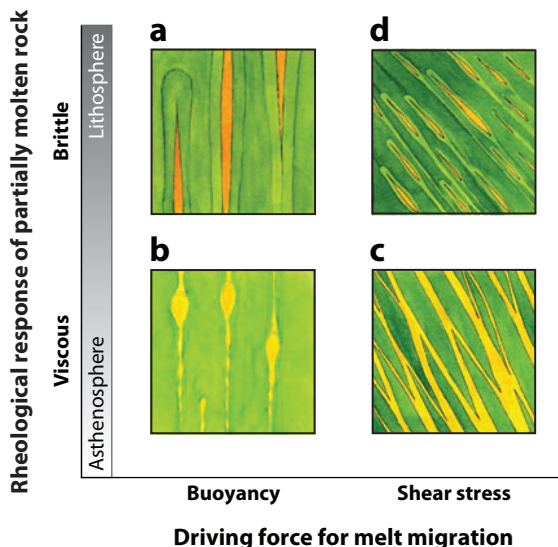 Rheological response of partially molten rock
Brittle
Viscous
Lithosphere
Asthenosphere
a
d
b
c
Buoyancy
Shear stress
Driving force for melt migration